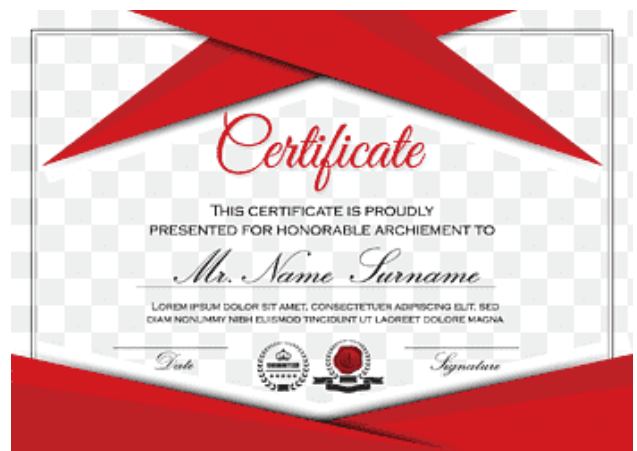 Certificate
THIS CERTIFICATE IS PROUDLY
PRESENTED FOR HONORABLE ARCHIEMENT TO
Mr. Name Surname
LOREM IPSUM DOLOR SIT AMET, CONSECTETUER ADIPISCING ELIT, SED
DIAM NONUMMY NIBH EUISMOD TINCIDUNT UT LAOREET DOLORE MAGNA
Date
Signature